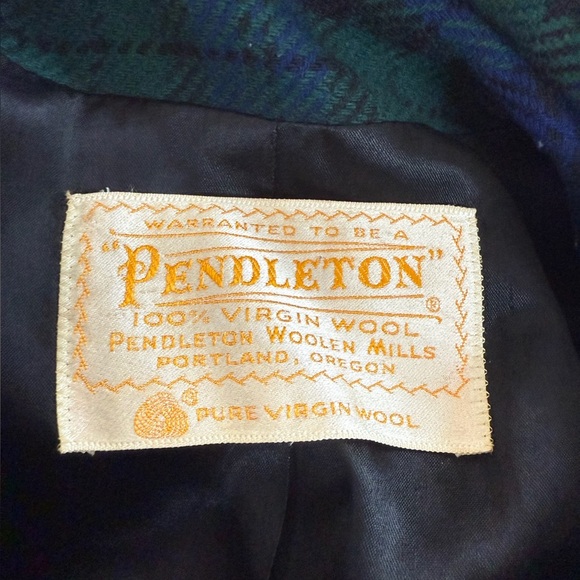 WARRANTED TO BE A
"PENDLETON"®
100% VIRGIN WOOL
PENDLETON WOOLEN MILLS
PORTLAND, OREGON
PURE VIRGIN WOOL